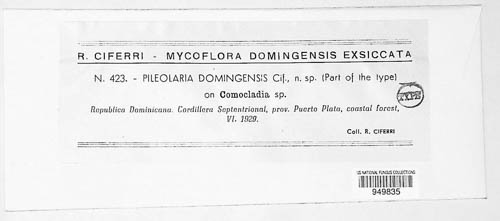 R. CIFERRI - MYCOFLORA DOMINGENSIS EXSICCATA
N. 423. - PILEOLARIA DOMINGENSIS Cif., n. sp. (Part of the type)
on Comocladia sp.
TYPE
Republica Dominicana. Cordillera Septentrional, prov. Puerto Plata, coastal forest,
VI. 1929.
Coll. R. CIFERRI
US NATIONAL FUNGUS COLLECTIONS
949835